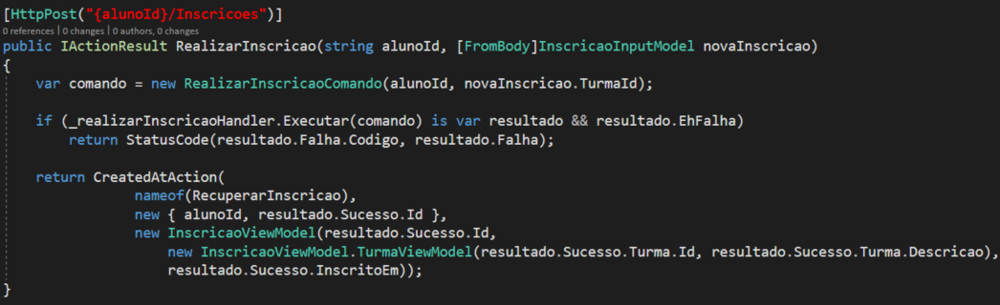 [HttpPost("{alunoId}/Inscricoes")]
0 references | 0 changes | 0 authors, 0 changes
public IActionResult RealizarInscricao(string alunoId, [FromBody]InscricaoInputModel novaInscricao)
{
    var comando = new RealizarInscricaoComando(alunoId, novaInscricao.TurmaId);
    if (_realizarInscricaoHandler.Executar(comando) is var resultado && resultado.EhFalha)
        return StatusCode(resultado.Falha.Codigo, resultado.Falha);
    return CreatedAtAction(
                nameof(RecuperarInscricao),
                new { alunoId, resultado.Sucesso.Id },
                new InscricaoViewModel(resultado.Sucesso.Id,
                    new InscricaoViewModel.TurmaViewModel(resultado.Sucesso.Turma.Id, resultado.Sucesso.Turma.Descricao),
                    resultado.Sucesso.InscritoEm));
}